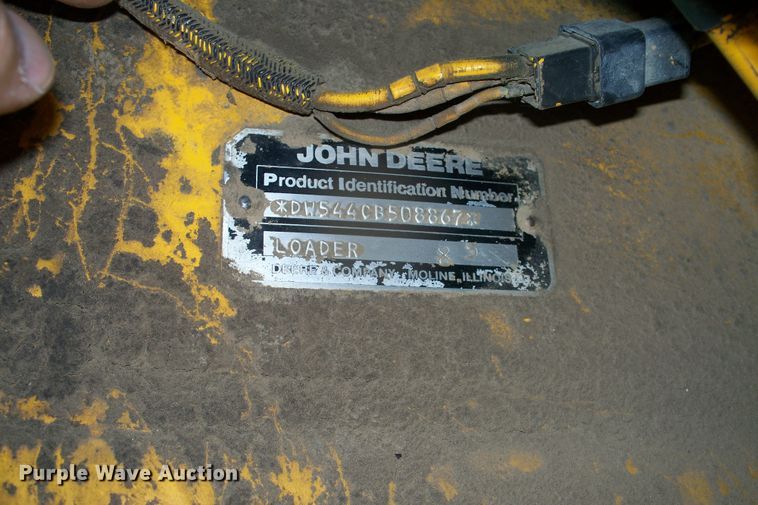 JOHN DEERE
Product Identification Number
*DW544CB508867*
LOADER
DEERE & COMPANY MOLINE, ILLINOIS
Purple Wave Auction